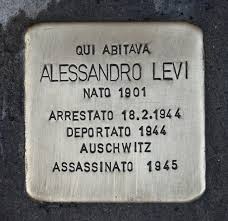 QUI ABITAVA
ALESSANDRO LEVI
NATO 1901
ARRESTATO 18.2.1944
DEPORTATO 1944
AUSCHWITZ
ASSASSINATO 1945